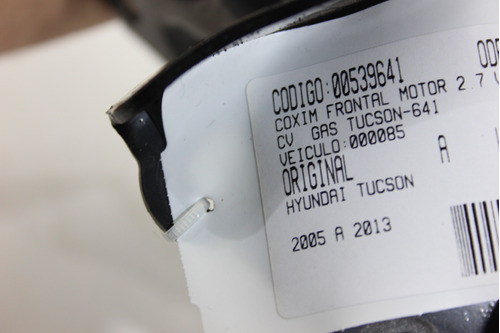 CODIGO:00539641
COXIM FRONTAL MOTOR 2.7 V
CV GAS TUCSON-641
VEICULO:000085
ORIGINAL A
HYUNDAI TUCSON
2005 A 2013